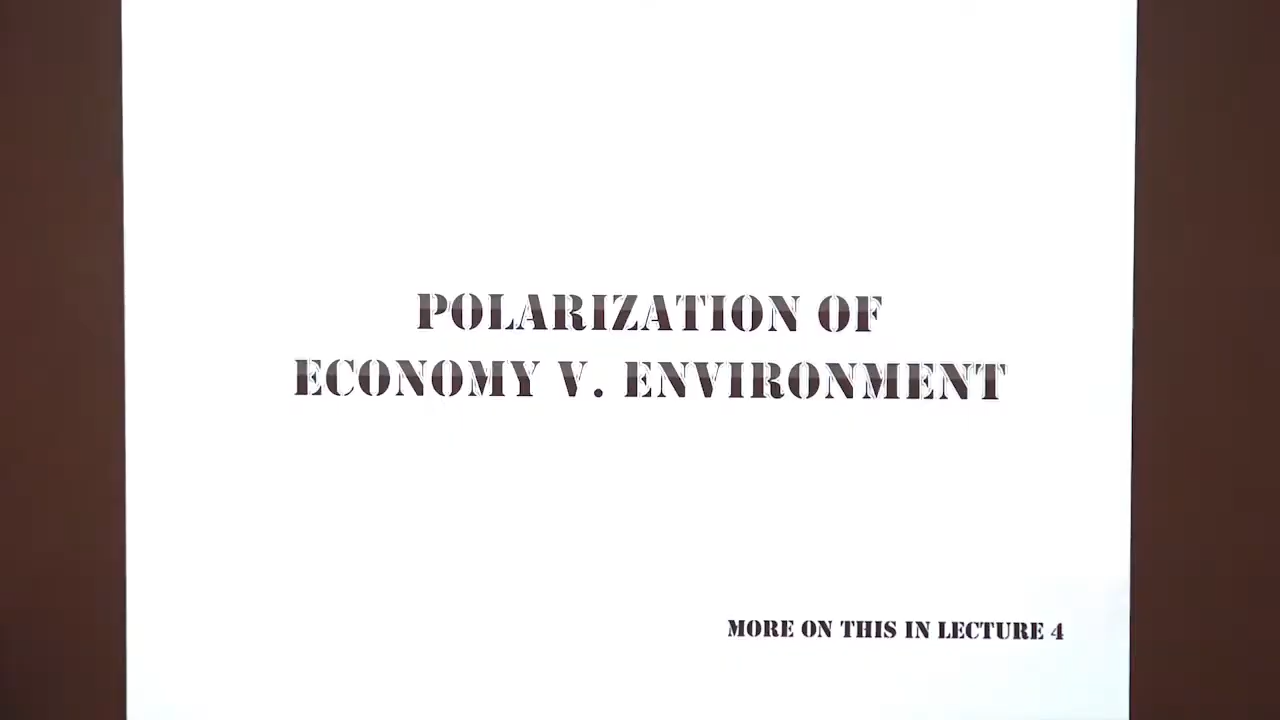 POLARIZATION OF
ECONOMY V. ENVIRONMENT
MORE ON THIS IN LECTURE 4